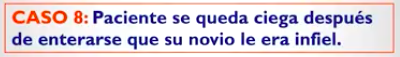 CASO 8: Paciente se queda ciega después
de enterarse que su novio le era infiel.